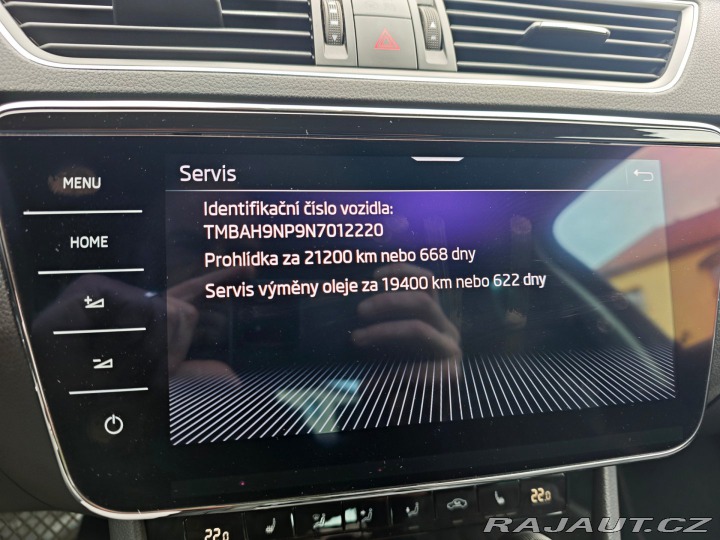 MENU
HOME
Servis
Identifikační číslo vozidla:
TMBAH9NP9N7012220
Prohlídka za 21200 km nebo 668 dny
Servis výměny oleje za 19400 km nebo 622 dny
22.0
22.0
RAJAUT.CZ